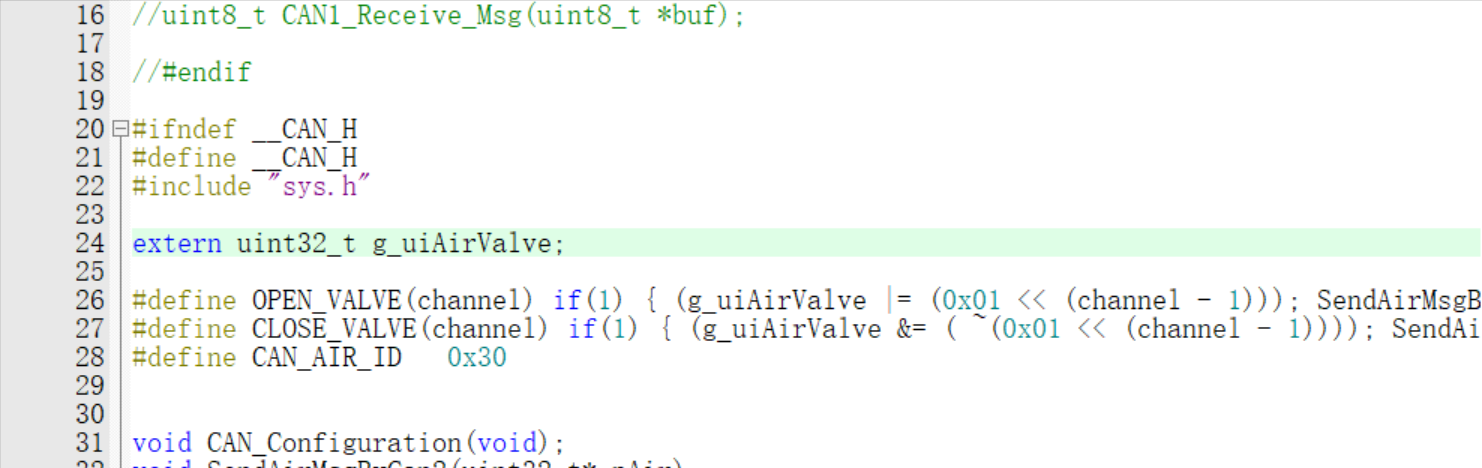 16 //uint8_t CAN1_Receive_Msg(uint8_t *buf);
17
18 //#endif
19
20 #ifndef __CAN_H
21 #define __CAN_H
22 #include "sys.h"
23
24 extern uint32_t g_uiAirValve;
25
26 #define OPEN_VALVE(channel) if(1) { (g_uiAirValve |= (0x01 << (channel - 1))); SendAirMsgB
27 #define CLOSE_VALVE(channel) if(1) { (g_uiAirValve &= ( ~(0x01 << (channel - 1)))); SendAi
28 #define CAN_AIR_ID 0x30
29
30
31 void CAN_Configuration(void);